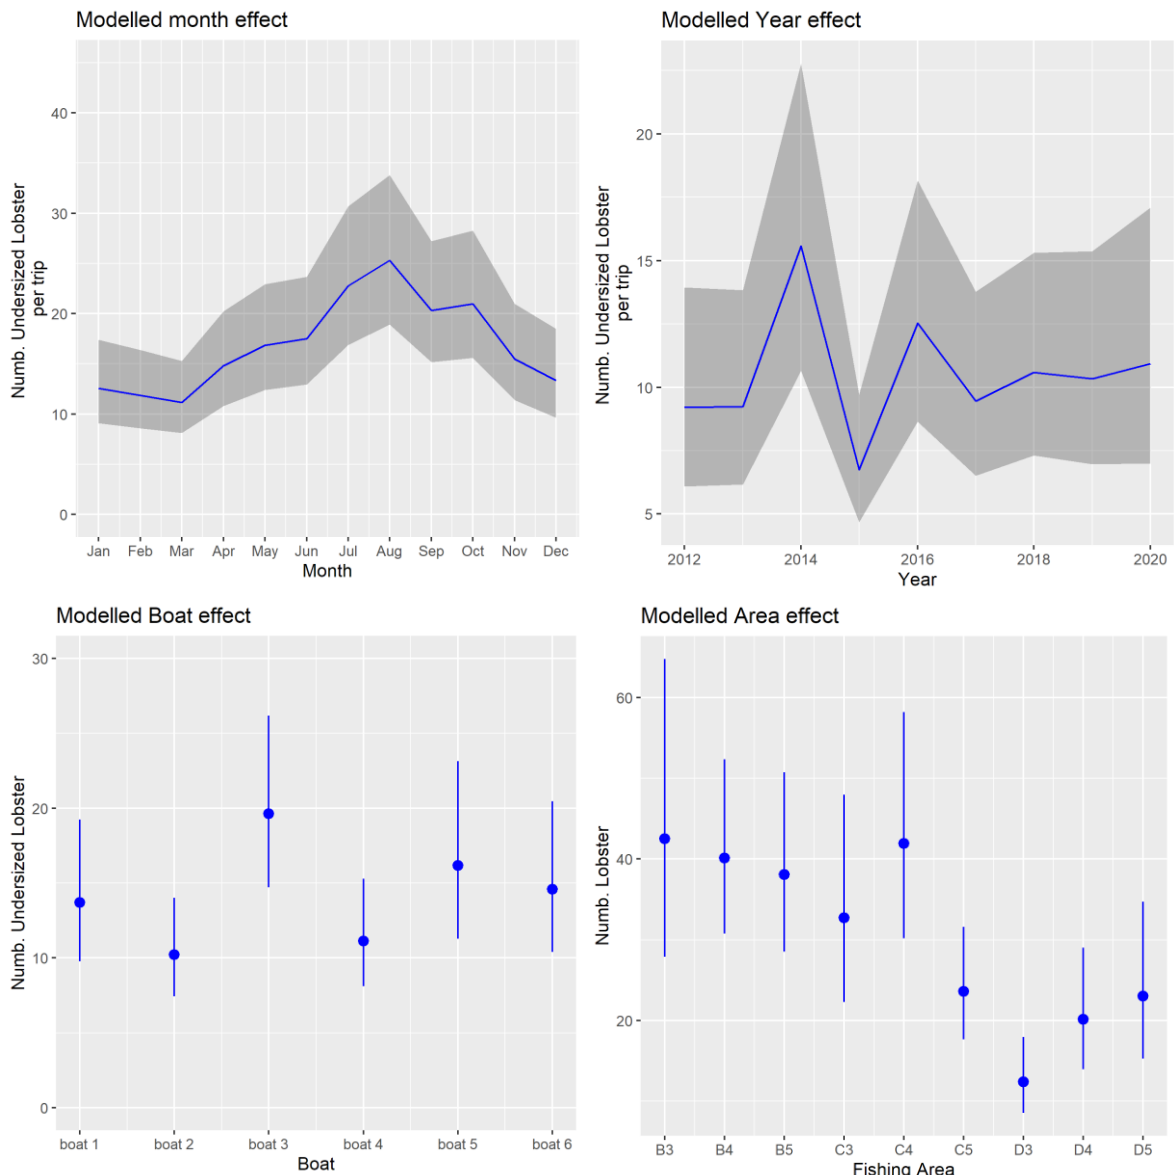 Modelled month effect
Numb. Undersized Lobster
per trip
40
30
20
10
0
Jan Feb Mar Apr May Jun Jul Aug Sep Oct Nov Dec
Month
Modelled Year effect
Numb. Undersized Lobster
per trip
20
15
10
5
2012 2014 2016 2018 2020
Year
Modelled Boat effect
Numb. Undersized Lobster
30
20
10
0
boat 1 boat 2 boat 3 boat 4 boat 5 boat 6
Boat
Modelled Area effect
Numb. Lobster
60
40
20
B3 B4 B5 C3 C4 C5 D3 D4 D5
Fishing Area